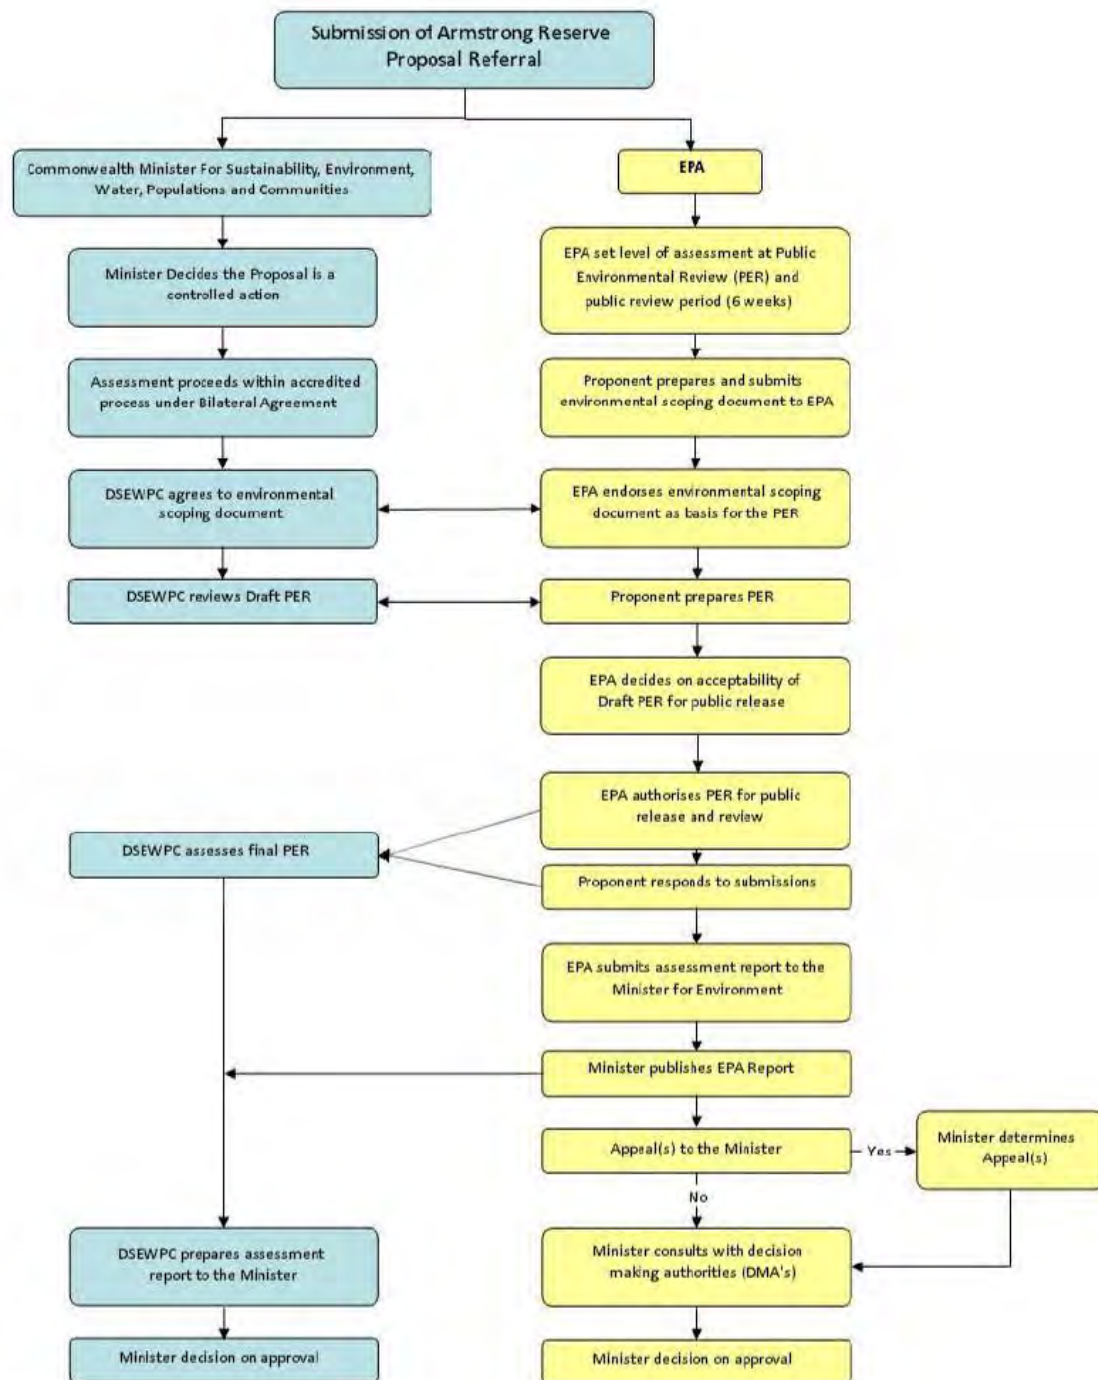 Submission of Armstrong Reserve
Proposal Referral
Commonwealth Minister For Sustainability, Environment,
Water, Populations and Communities
EPA
Minister Decides the Proposal is a
controlled action
EPA set level of assessment at Public
Environmental Review (PER) and
public review period (6 weeks)
Assessment proceeds within accredited
process under Bilateral Agreement
Proponent prepares and submits
environmental scoping document to EPA
DSEWPC agrees to environmental
scoping document
EPA endorses environmental scoping
document as basis for the PER
DSEWPC reviews Draft PER
Proponent prepares PER
EPA decides on acceptability of
Draft PER for public release
EPA authorises PER for public
release and review
DSEWPC assesses final PER
Proponent responds to submissions
EPA submits assessment report to the
Minister for Environment
Minister publishes EPA Report
Appeal(s) to the Minister
Yes
Minister determines
Appeal(s)
No
DSEWPC prepares assessment
report to the Minister
Minister consults with decision
making authorities (DMA's)
Minister decision on approval
Minister decision on approval